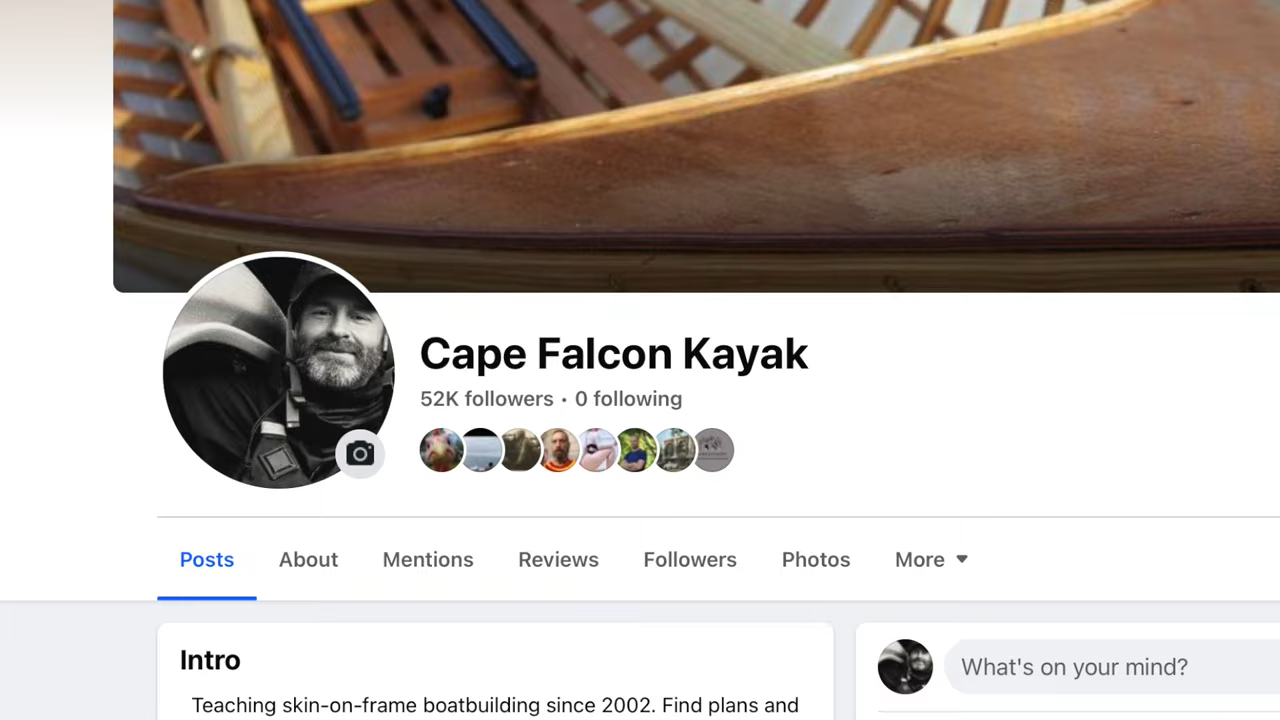 Cape Falcon Kayak
52K followers · 0 following
Posts About Mentions Reviews Followers Photos More
Intro
What's on your mind?
Teaching skin-on-frame boatbuilding since 2002. Find plans and